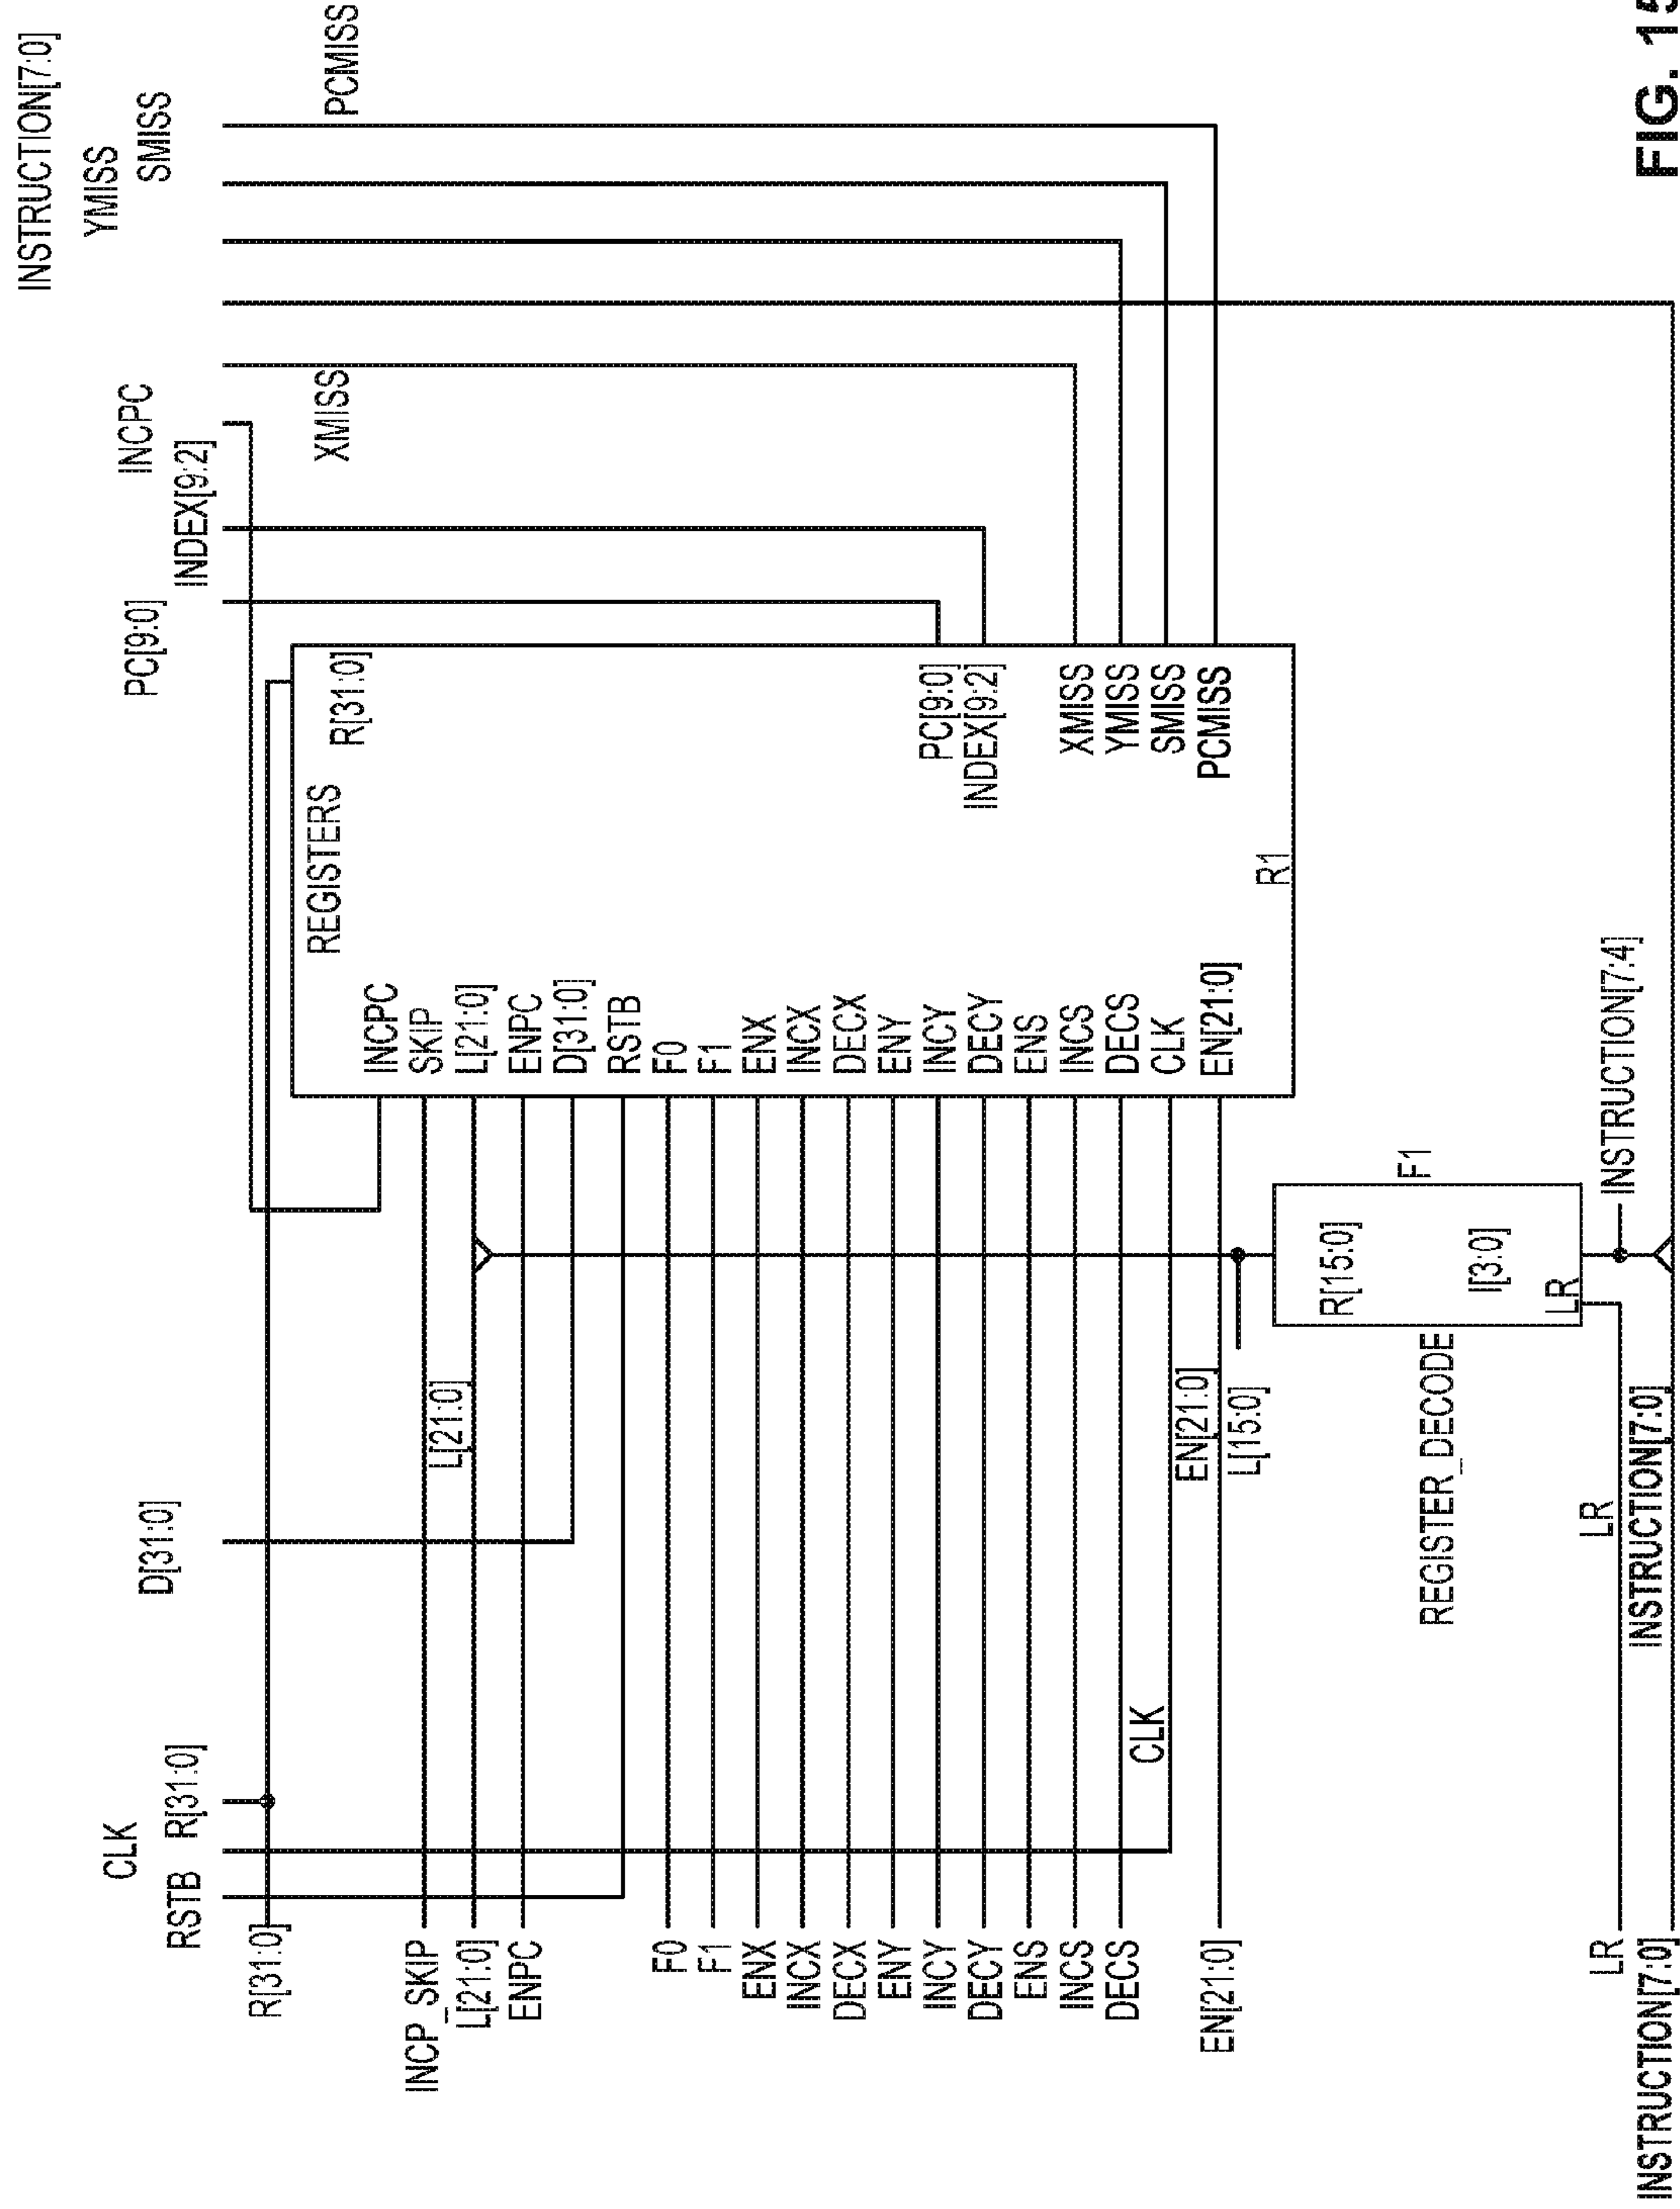 INSTRUCTION[7:0]
YMISS
SMISS
PCMISS
INCPC
INDEX[9:2]
XMISS
PC[9:0]
D[31:0]
CLK
R[31:0]
RSTB
R[31:0]
INCP_SKIP
L[21:0]
ENPC
F0
F1
ENX
INCX
DECX
ENY
INCY
DECY
ENS
INCS
DECS
EN[21:0]
LR
INSTRUCTION[7:0]
L[21:0]
CLK
EN[21:0]
L[15:0]
REGISTERS
R[31:0]
INCPC
SKIP
L[21:0]
ENPC
D[31:0]
RSTB
F0
F1
ENX
INCX
DECX
ENY
INCY
DECY
ENS
INCS
DECS
CLK
EN[21:0]
PC[9:0]
INDEX[9:2]
XMISS
YMISS
SMISS
PCMISS
R1
F1
R[15:0]
I[3:0]
LR
REGISTER_DECODE
INSTRUCTION[7:4]
LR
INSTRUCTION[7:0]